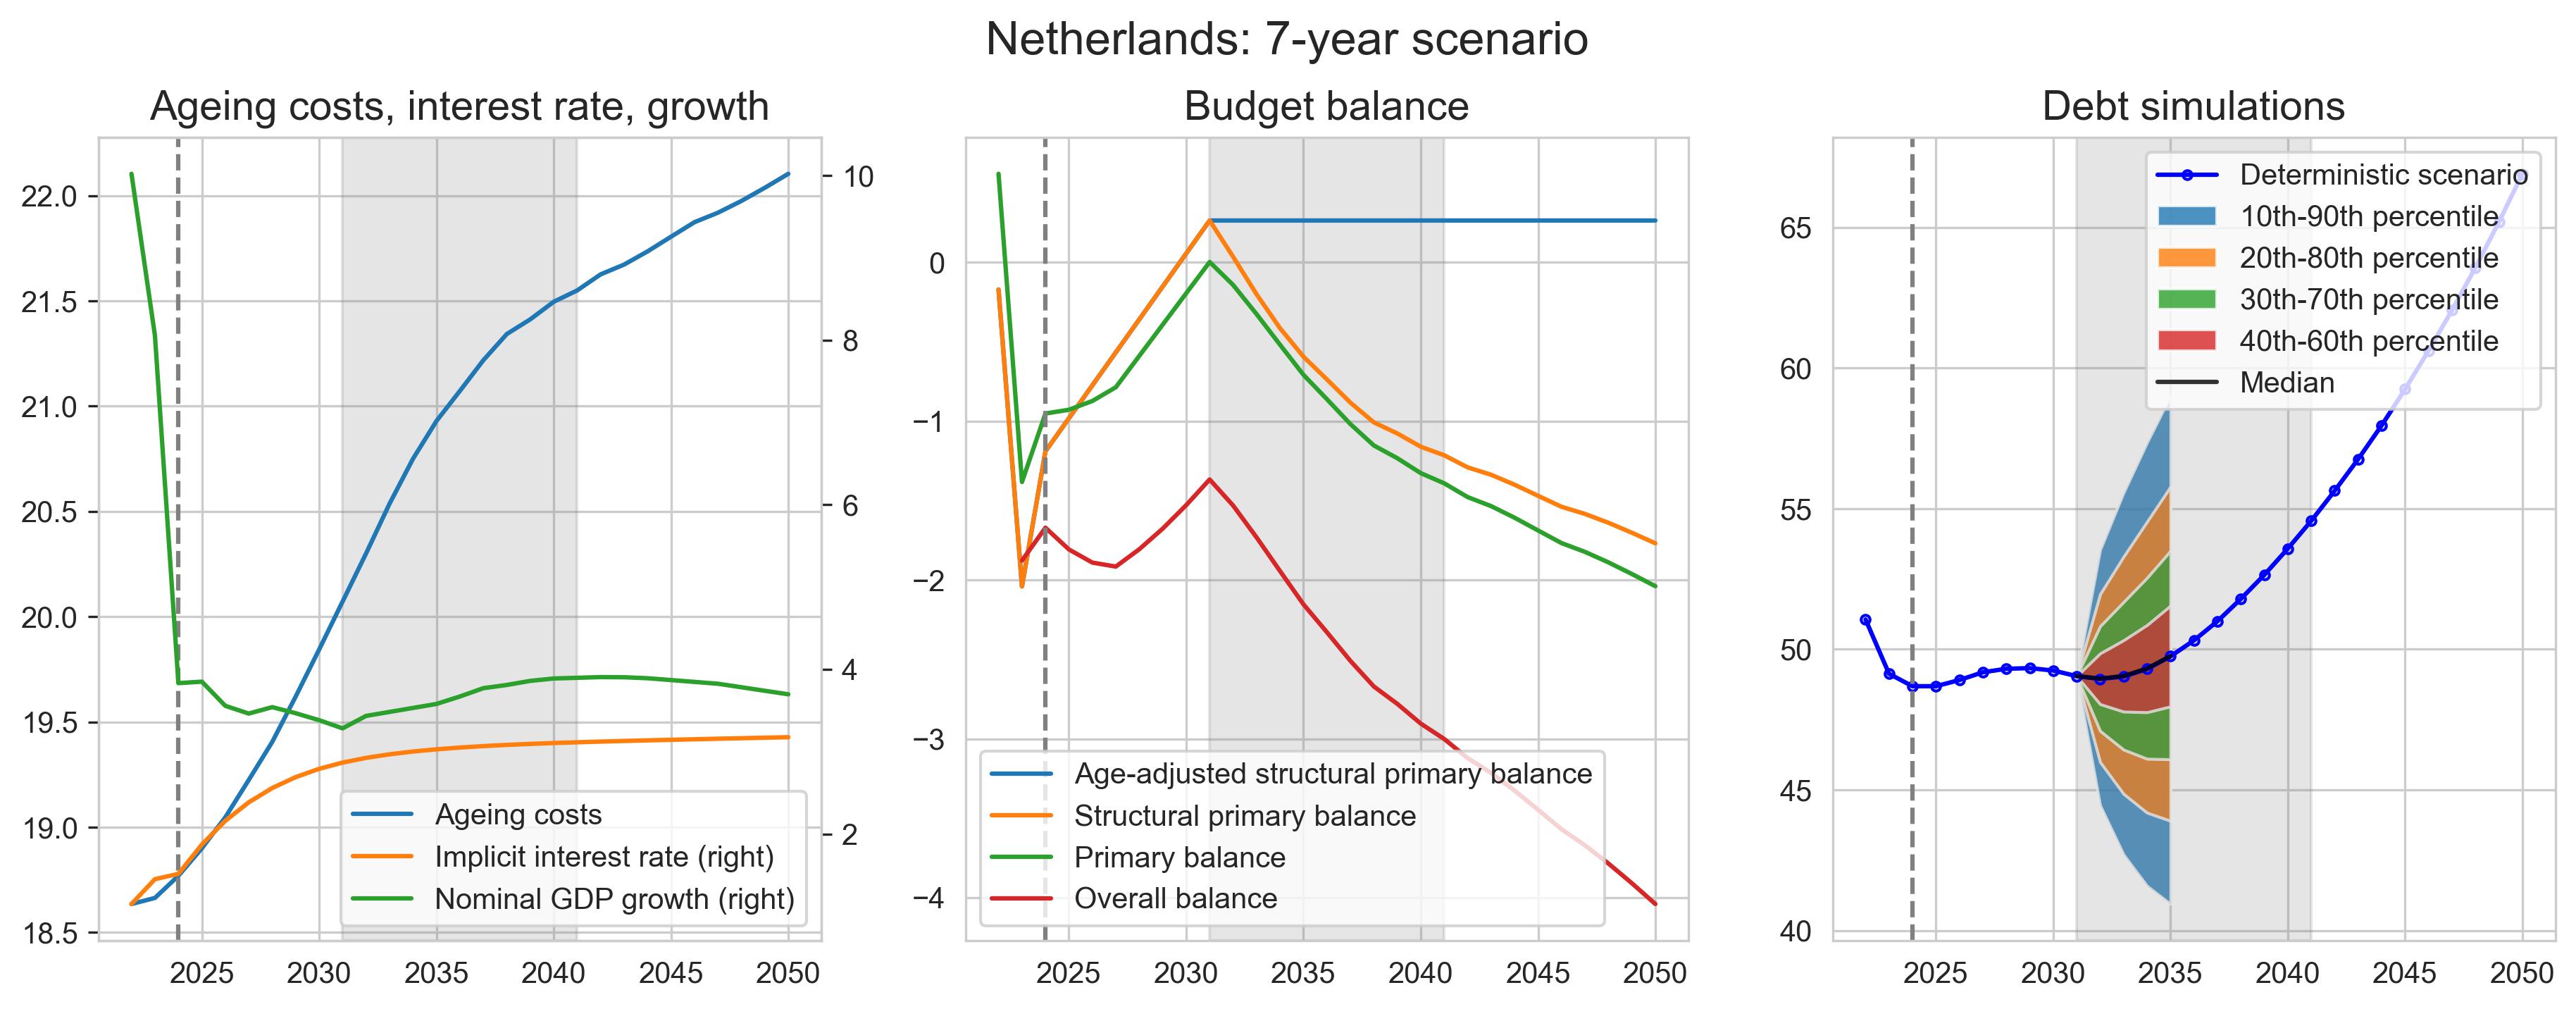 Netherlands: 7-year scenario
Ageing costs, interest rate, growth
22.0
21.5
21.0
20.5
20.0
19.5
19.0
18.5
10
8
6
4
2
Ageing costs
Implicit interest rate (right)
Nominal GDP growth (right)
2025 2030 2035 2040 2045 2050
Budget balance
0
−1
−2
−3
−4
Age-adjusted structural primary balance
Structural primary balance
Primary balance
Overall balance
2025 2030 2035 2040 2045 2050
Debt simulations
65
60
55
50
45
40
Deterministic scenario
10th-90th percentile
20th-80th percentile
30th-70th percentile
40th-60th percentile
Median
2025 2030 2035 2040 2045 2050